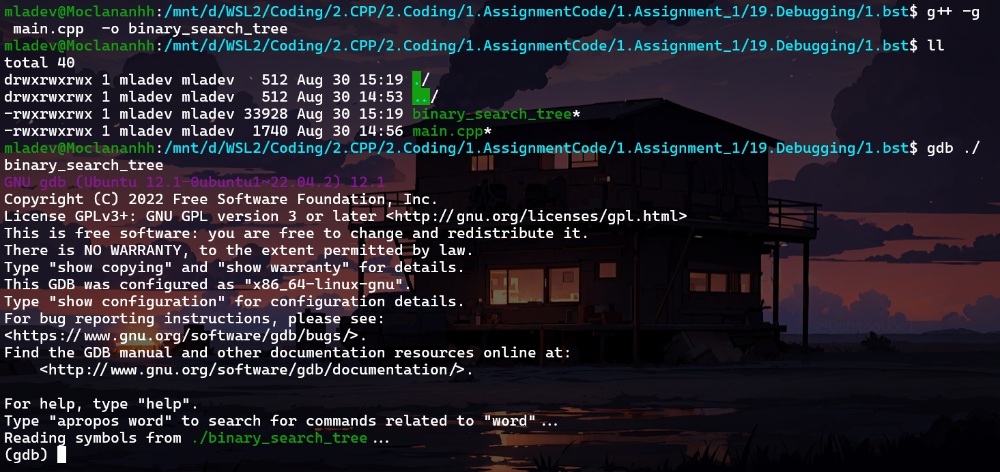 mladev@Moclananhh:/mnt/d/WSL2/Coding/2.CPP/2.Coding/1.AssignmentCode/1.Assignment_1/19.Debugging/1.bst$ g++ -g
 main.cpp  -o binary_search_tree
mladev@Moclananhh:/mnt/d/WSL2/Coding/2.CPP/2.Coding/1.AssignmentCode/1.Assignment_1/19.Debugging/1.bst$ ll
total 40
drwxrwxrwx 1 mladev mladev   512 Aug 30 15:19 ./
drwxrwxrwx 1 mladev mladev   512 Aug 30 14:53 ../
-rwxrwxrwx 1 mladev mladev 33928 Aug 30 15:19 binary_search_tree*
-rwxrwxrwx 1 mladev mladev  1740 Aug 30 14:56 main.cpp*
mladev@Moclananhh:/mnt/d/WSL2/Coding/2.CPP/2.Coding/1.AssignmentCode/1.Assignment_1/19.Debugging/1.bst$ gdb ./
binary_search_tree
GNU gdb (Ubuntu 12.1-0ubuntu1~22.04.2) 12.1
Copyright (C) 2022 Free Software Foundation, Inc.
License GPLv3+: GNU GPL version 3 or later <http://gnu.org/licenses/gpl.html>
This is free software: you are free to change and redistribute it.
There is NO WARRANTY, to the extent permitted by law.
Type "show copying" and "show warranty" for details.
This GDB was configured as "x86_64-linux-gnu".
Type "show configuration" for configuration details.
For bug reporting instructions, please see:
<https://www.gnu.org/software/gdb/bugs/>.
Find the GDB manual and other documentation resources online at:
    <http://www.gnu.org/software/gdb/documentation/>.

For help, type "help".
Type "apropos word" to search for commands related to "word"...
Reading symbols from ./binary_search_tree...
(gdb)